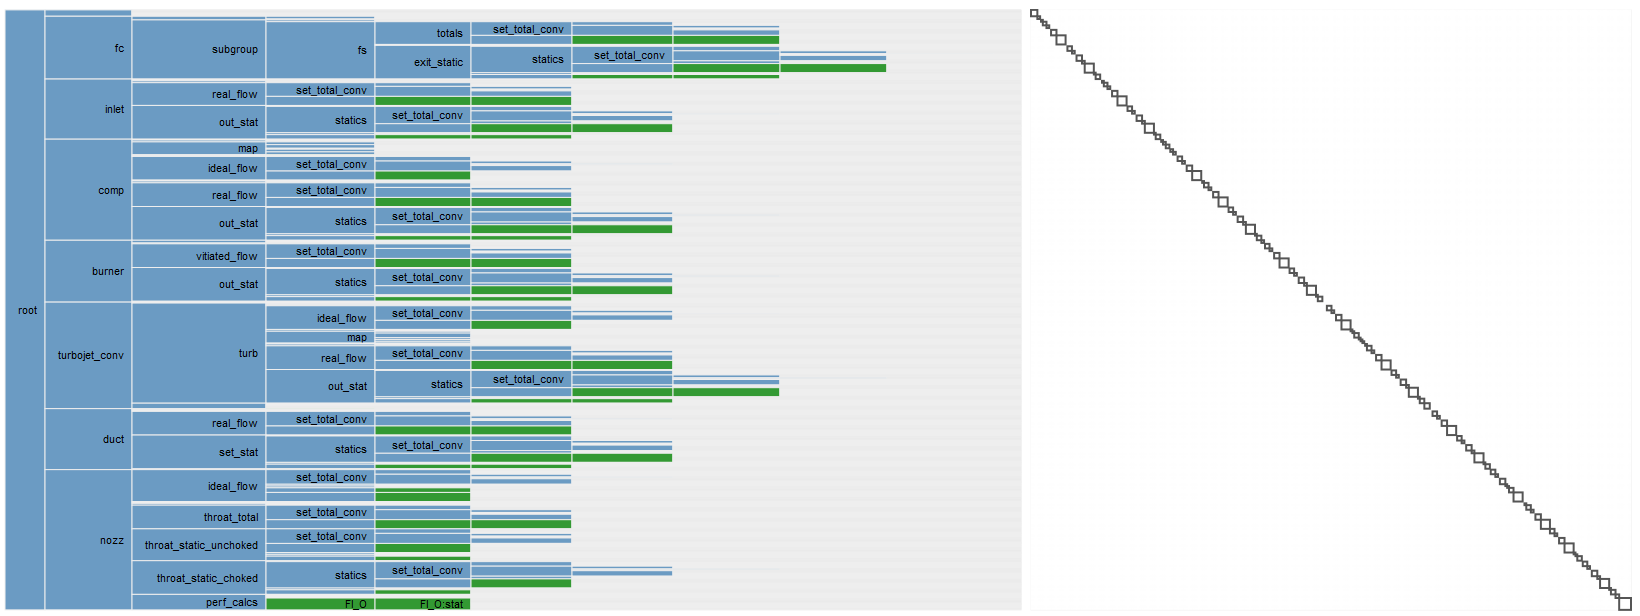 root
fc
subgroup
fs
totals
set_total_conv
exit_static
statics
set_total_conv
inlet
real_flow
set_total_conv
out_stat
statics
set_total_conv
comp
map
ideal_flow
set_total_conv
real_flow
set_total_conv
out_stat
statics
set_total_conv
burner
vitiated_flow
set_total_conv
out_stat
statics
set_total_conv
turbojet_conv
turb
ideal_flow
set_total_conv
map
real_flow
set_total_conv
out_stat
statics
set_total_conv
duct
real_flow
set_total_conv
set_stat
statics
set_total_conv
nozz
ideal_flow
set_total_conv
throat_total
set_total_conv
throat_static_unchoked
set_total_conv
throat_static_choked
statics
set_total_conv
perf_calcs
Fl_O
Fl_O:stat